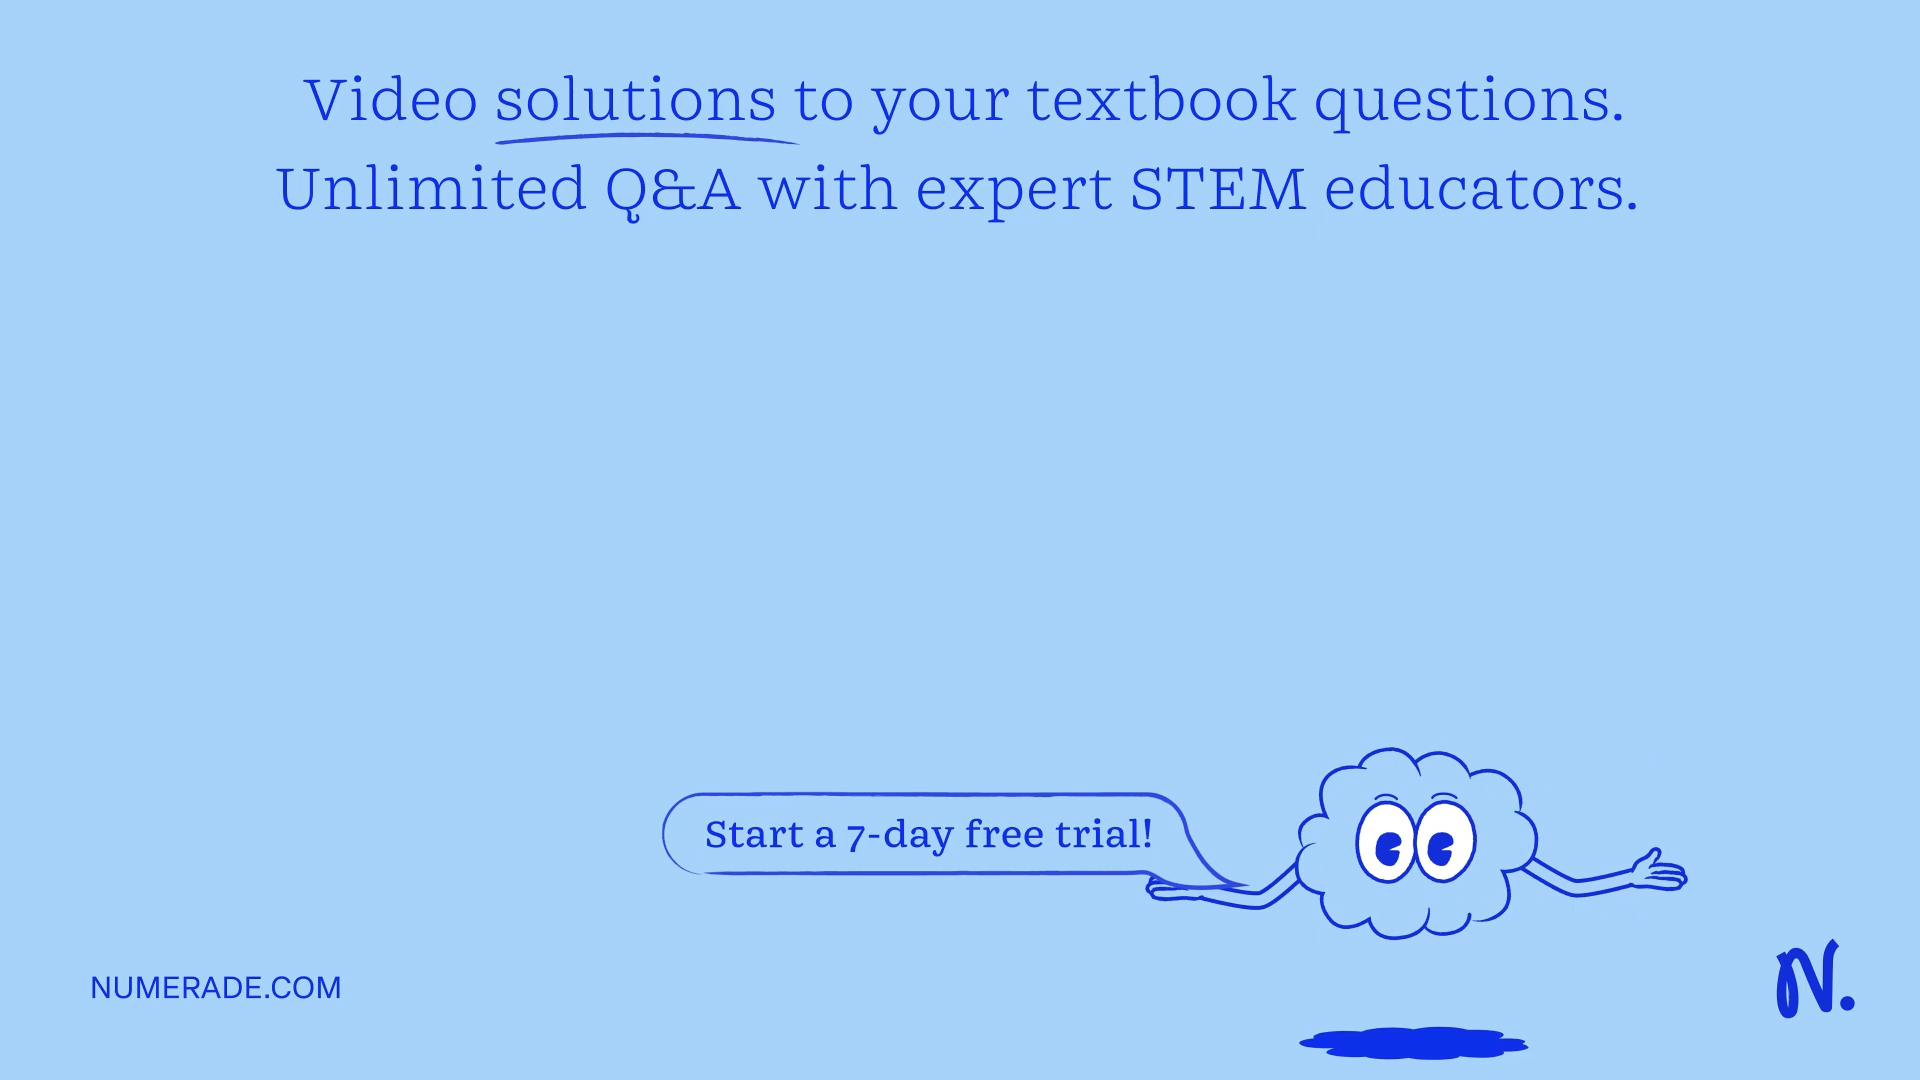 Video solutions to your textbook questions.
Unlimited Q&A with expert STEM educators.
Start a 7-day free trial!
NUMERADE.COM
N.